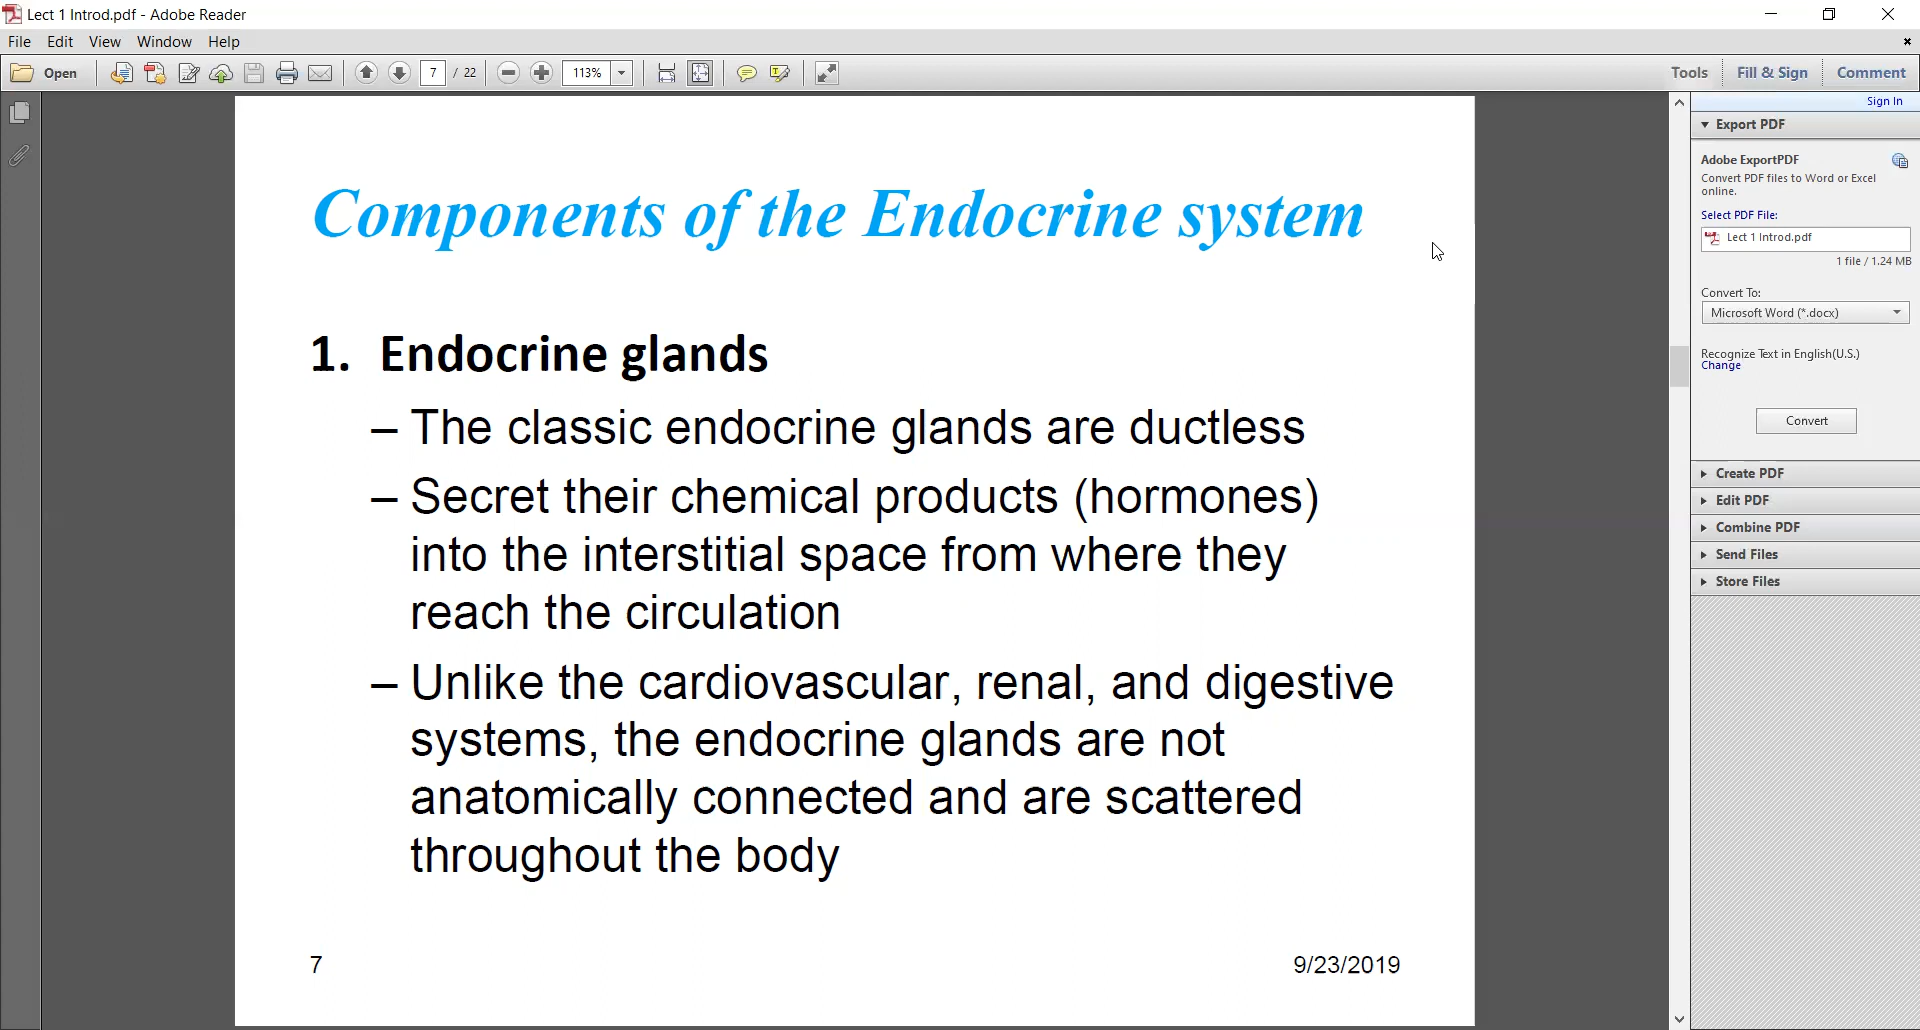 Lect 1 Introd.pdf - Adobe Reader
File Edit View Window Help
Open 7 / 22 113% Tools Fill & Sign Comment
Sign In
Export PDF
Adobe ExportPDF
Convert PDF files to Word or Excel
online.
Select PDF File:
Lect 1 Introd.pdf
1 file / 1.24 MB
Convert To:
Microsoft Word (*.docx)
Recognize Text in English(U.S.)
Change
Convert
Create PDF
Edit PDF
Combine PDF
Send Files
Store Files
Components of the Endocrine system
1. Endocrine glands
– The classic endocrine glands are ductless
– Secret their chemical products (hormones)
into the interstitial space from where they
reach the circulation
– Unlike the cardiovascular, renal, and digestive
systems, the endocrine glands are not
anatomically connected and are scattered
throughout the body
7 9/23/2019